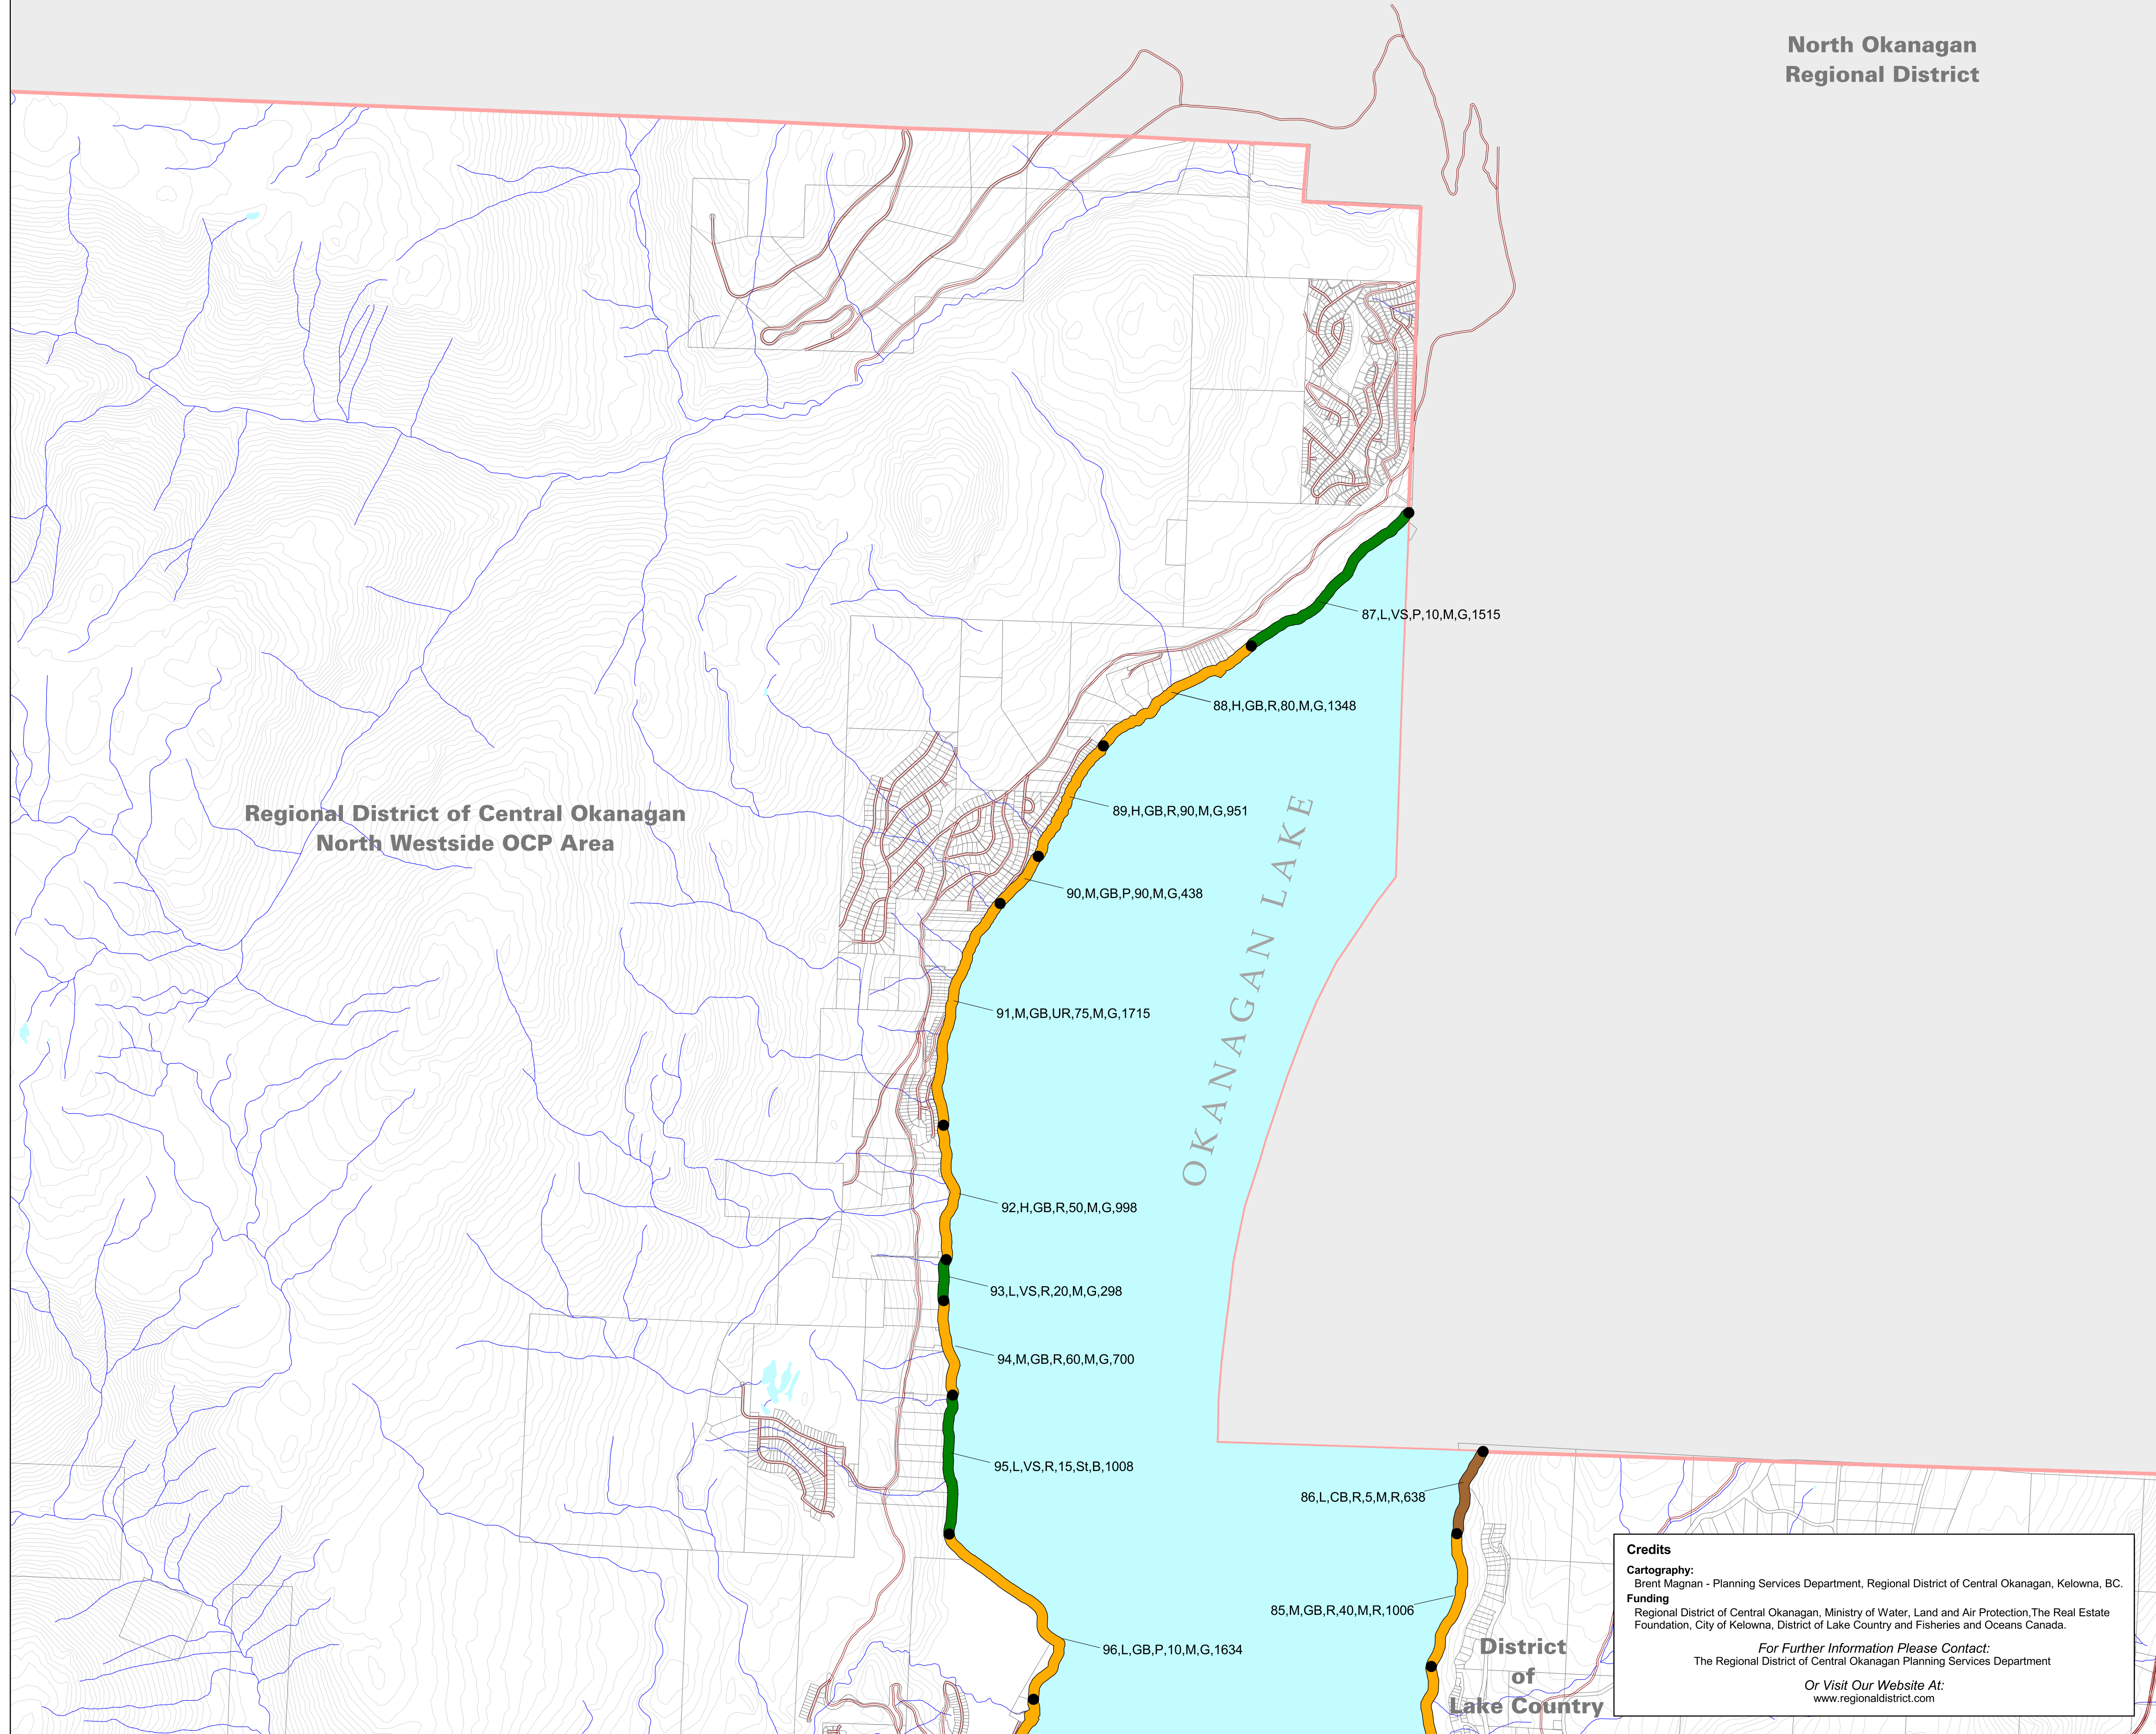 North Okanagan
Regional District
87,L,VS,P,10,M,G,1515
88,H,GB,R,80,M,G,1348
Regional District of Central Okanagan
North Westside OCP Area
89,H,GB,R,90,M,G,951
90,M,GB,P,90,M,G,438
OKANAGAN LAKE
91,M,GB,UR,75,M,G,1715
92,H,GB,R,50,M,G,998
93,L,VS,R,20,M,G,298
94,M,GB,R,60,M,G,700
95,L,VS,R,15,St,B,1008
86,L,CB,R,5,M,R,638
85,M,GB,R,40,M,R,1006
96,L,GB,P,10,M,G,1634
District
of
Lake Country
Credits
Cartography:
Brent Magnan - Planning Services Department, Regional District of Central Okanagan, Kelowna, BC.
Funding
Regional District of Central Okanagan, Ministry of Water, Land and Air Protection,The Real Estate
Foundation, City of Kelowna, District of Lake Country and Fisheries and Oceans Canada.
For Further Information Please Contact:
The Regional District of Central Okanagan Planning Services Department
Or Visit Our Website At:
www.regionaldistrict.com